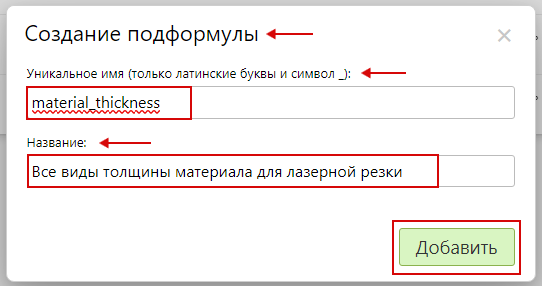 Создание подформулы
×
Уникальное имя (только латинские буквы и символ _):
material_thickness
Название:
Все виды толщины материала для лазерной резки
Добавить